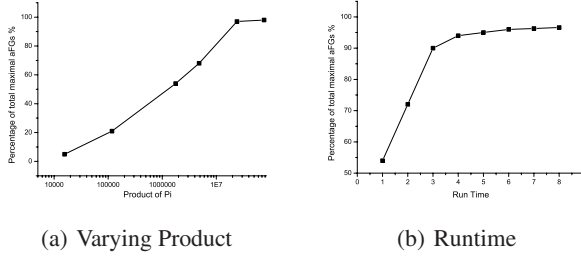 Percentage of total maximal aFGs %
100
80
60
40
20
0
10000 100000 1000000 1E7
Product of Pi
(a) Varying Product
Percentage of total maximal aFGs %
100
90
80
70
60
50
0 1 2 3 4 5 6 7 8
Run Time
(b) Runtime